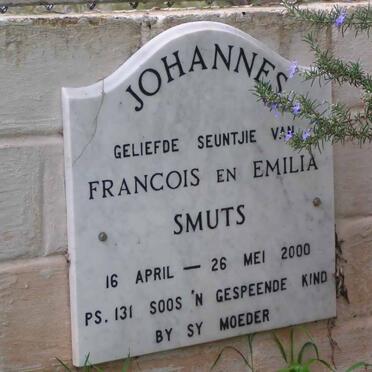 JOHANNES
GELIEFDE SEUNTJIE VAN
FRANCOIS EN EMILIA
SMUTS
16 APRIL — 26 MEI 2000
PS. 131 SOOS 'N GESPEENDE KIND
BY SY MOEDER